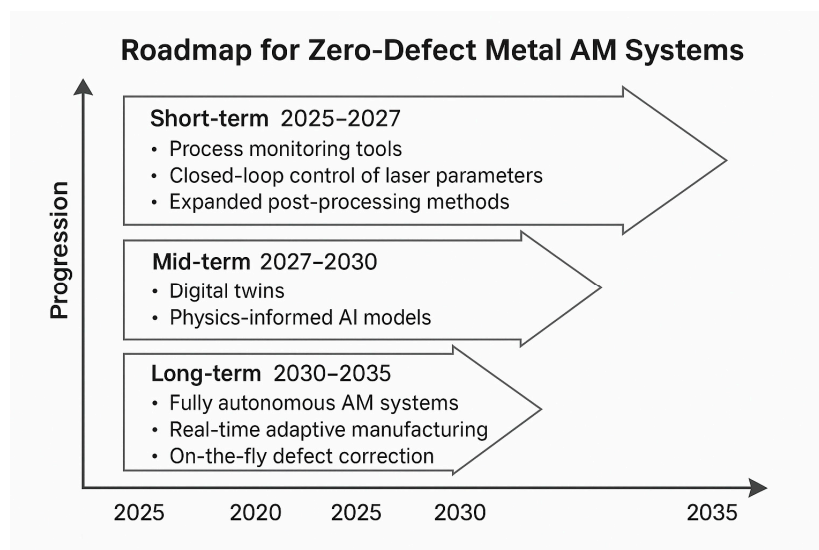 Roadmap for Zero-Defect Metal AM Systems
Progression
Short-term 2025–2027
• Process monitoring tools
• Closed-loop control of laser parameters
• Expanded post-processing methods
Mid-term 2027–2030
• Digital twins
• Physics-informed AI models
Long-term 2030–2035
• Fully autonomous AM systems
• Real-time adaptive manufacturing
• On-the-fly defect correction
2025 2020 2025 2030 2035